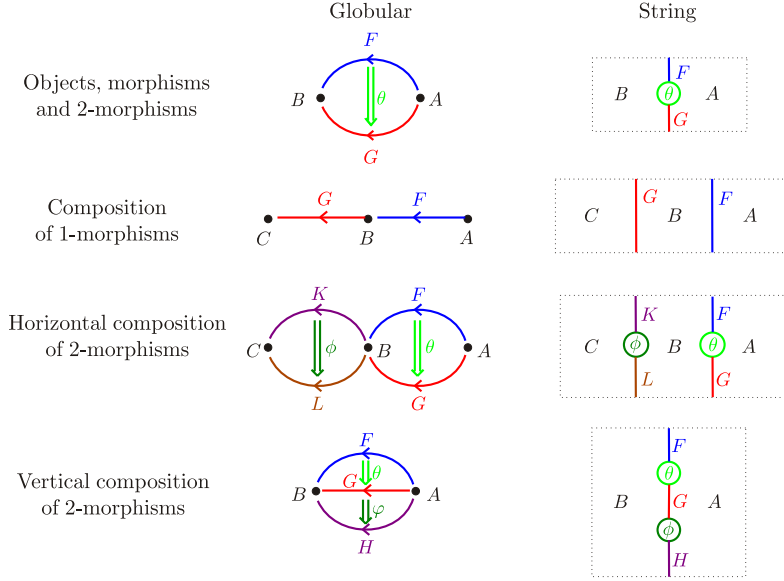 Globular
String
Objects, morphisms
and 2-morphisms
F
B
θ
A
G
F
B
θ
A
G
Composition
of 1-morphisms
G
F
C
B
A
G
F
C
B
A
Horizontal composition
of 2-morphisms
K
F
C
ϕ
B
θ
A
L
G
K
F
C
ϕ
B
θ
A
L
G
Vertical composition
of 2-morphisms
F
θ
G
B
A
φ
H
F
θ
B
G
A
ϕ
H